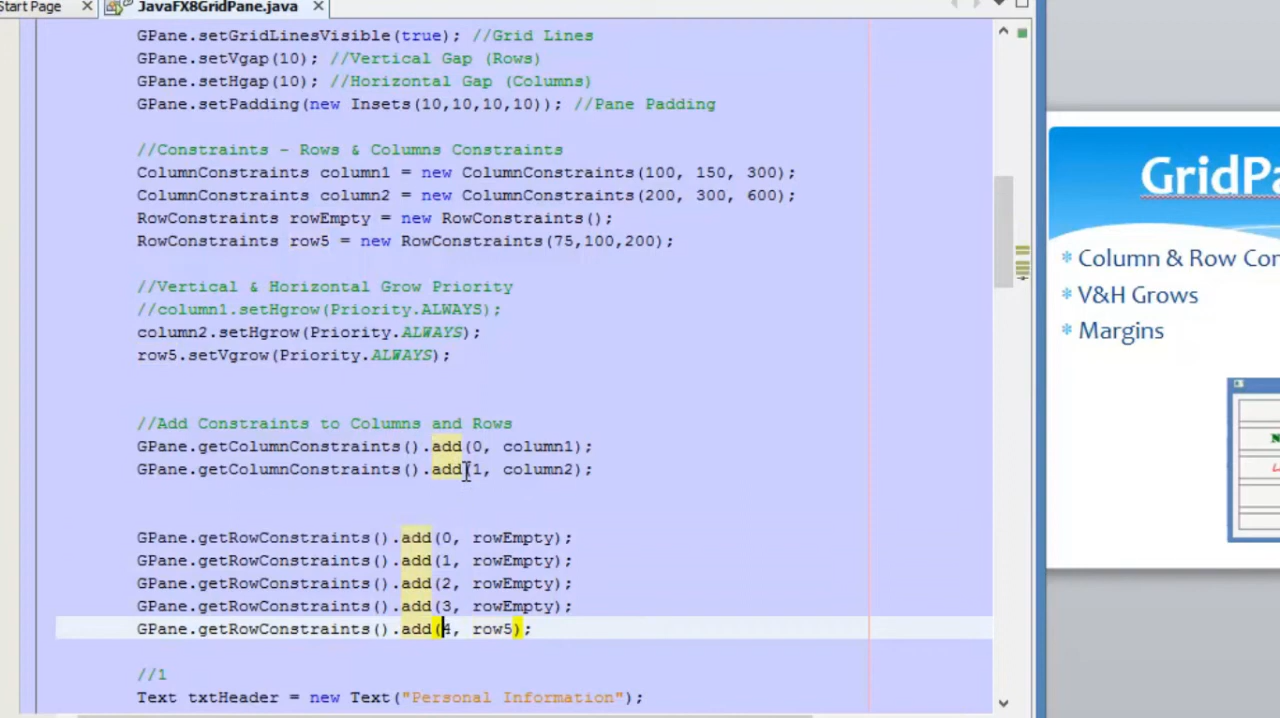 Start Page
JavaFX8GridPane.java
GPane.setGridLinesVisible(true); //Grid Lines
GPane.setVgap(10); //Vertical Gap (Rows)
GPane.setHgap(10); //Horizontal Gap (Columns)
GPane.setPadding(new Insets(10,10,10,10)); //Pane Padding
//Constraints - Rows & Columns Constraints
ColumnConstraints column1 = new ColumnConstraints(100, 150, 300);
ColumnConstraints column2 = new ColumnConstraints(200, 300, 600);
RowConstraints rowEmpty = new RowConstraints();
RowConstraints row5 = new RowConstraints(75,100,200);
//Vertical & Horizontal Grow Priority
//column1.setHgrow(Priority.ALWAYS);
column2.setHgrow(Priority.ALWAYS);
row5.setVgrow(Priority.ALWAYS);
//Add Constraints to Columns and Rows
GPane.getColumnConstraints().add(0, column1);
GPane.getColumnConstraints().add(1, column2);
GPane.getRowConstraints().add(0, rowEmpty);
GPane.getRowConstraints().add(1, rowEmpty);
GPane.getRowConstraints().add(2, rowEmpty);
GPane.getRowConstraints().add(3, rowEmpty);
GPane.getRowConstraints().add(4, row5);
//1
Text txtHeader = new Text("Personal Information");
GridPa
* Column & Row Con
* V&H Grows
* Margins